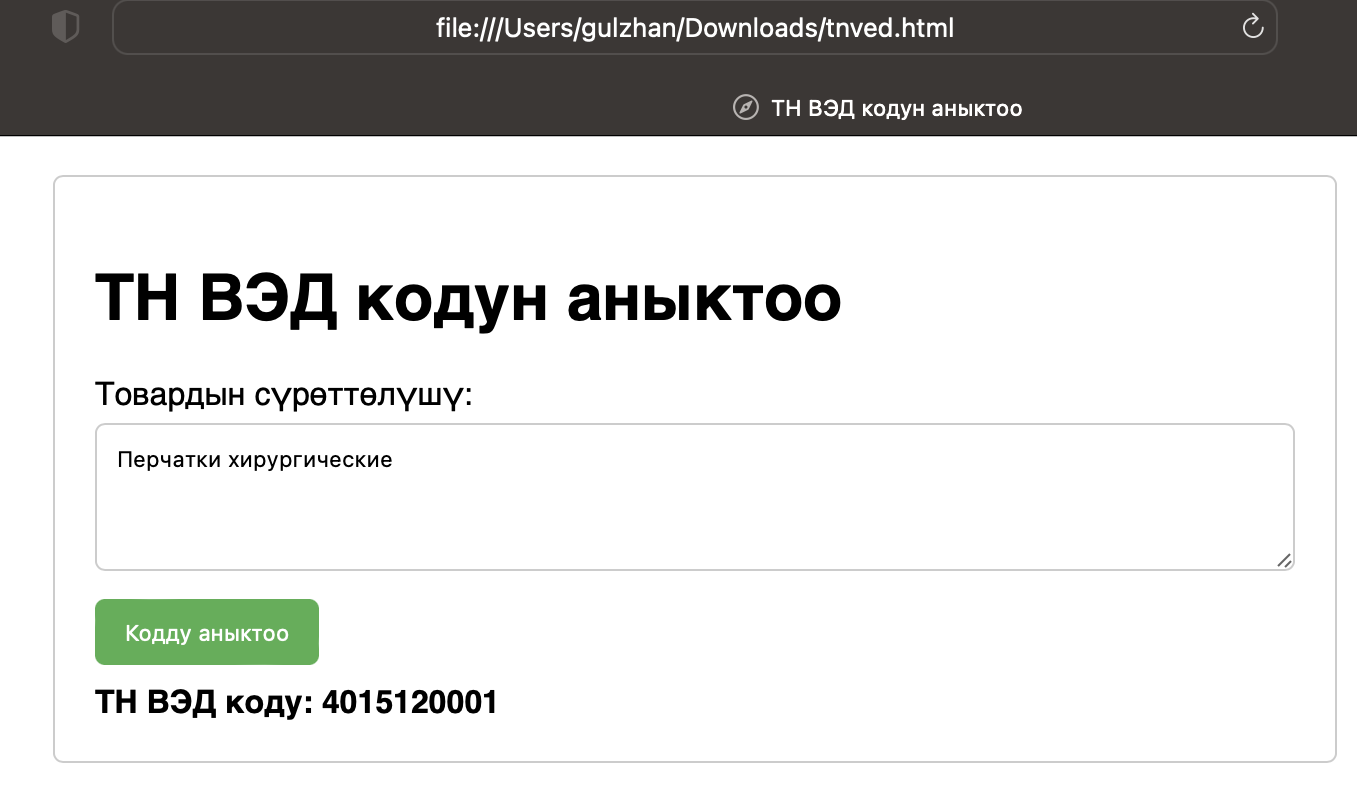 file:///Users/gulzhan/Downloads/tnved.html
ТН ВЭД кодун аныктоо
ТН ВЭД кодун аныктоо
Товардын сүрөттөлүшү:
Перчатки хирургические
Кодду аныктоо
ТН ВЭД коду: 4015120001